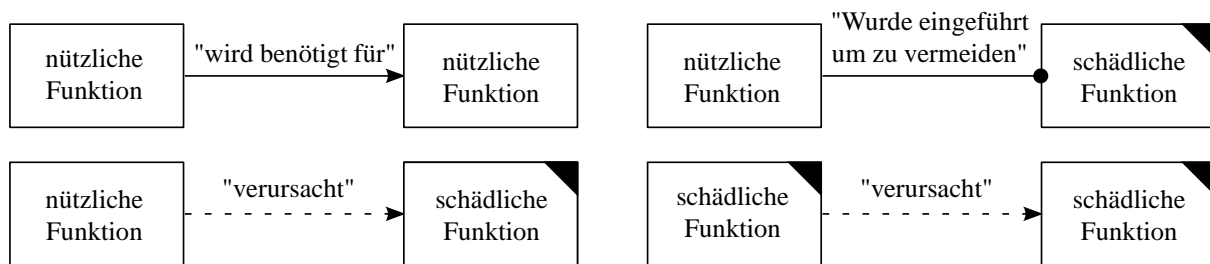 nützliche
Funktion
"wird benötigt für"
nützliche
Funktion
nützliche
Funktion
"Wurde eingeführt
um zu vermeiden"
schädliche
Funktion
nützliche
Funktion
"verursacht"
schädliche
Funktion
schädliche
Funktion
"verursacht"
schädliche
Funktion